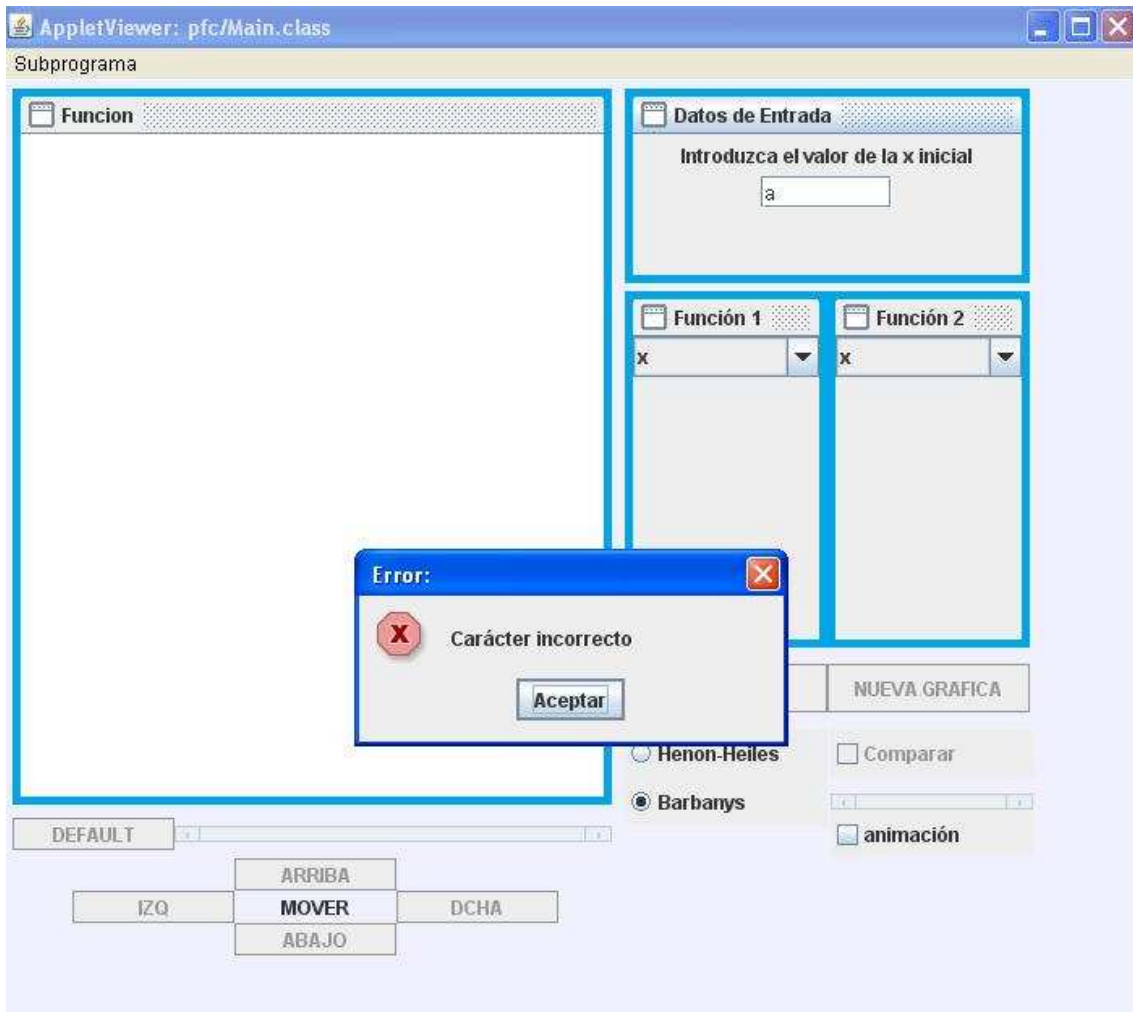 AppletViewer: pfc/Main.class
Subprograma
Funcion
Datos de Entrada
Introduzca el valor de la x inicial
a
Función 1
Función 2
x
x
Error:
Carácter incorrecto
Aceptar
NUEVA GRAFICA
Henon-Heiles
Comparar
Barbanys
animación
DEFAULT
ARRIBA
IZQ
MOVER
DCHA
ABAJO